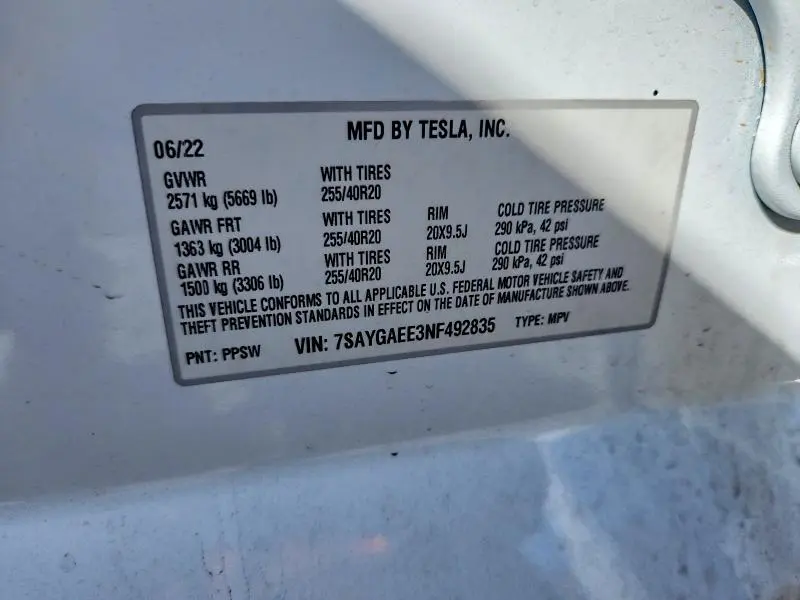 MFD BY TESLA, INC.
06/22
GVWR WITH TIRES
2571 kg (5669 lb) 255/40R20
GAWR FRT WITH TIRES RIM COLD TIRE PRESSURE
1363 kg (3004 lb) 255/40R20 20X9.5J 290 kPa, 42 psi
GAWR RR WITH TIRES RIM COLD TIRE PRESSURE
1500 kg (3306 lb) 255/40R20 20X9.5J 290 kPa, 42 psi
THIS VEHICLE CONFORMS TO ALL APPLICABLE U.S. FEDERAL MOTOR VEHICLE SAFETY AND
THEFT PREVENTION STANDARDS IN EFFECT ON THE DATE OF MANUFACTURE SHOWN ABOVE.
PNT: PPSW VIN: 7SAYGAEE3NF492835 TYPE: MPV